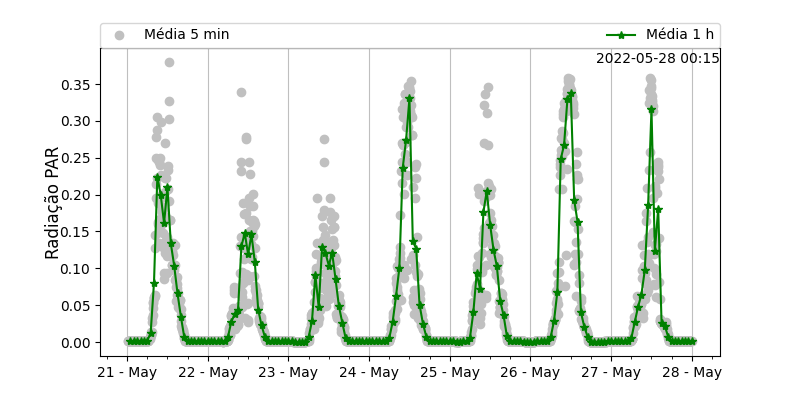 Média 5 min
Média 1 h
2022-05-28 00:15
Radiação PAR
0.35
0.30
0.25
0.20
0.15
0.10
0.05
0.00
21 - May
22 - May
23 - May
24 - May
25 - May
26 - May
27 - May
28 - May